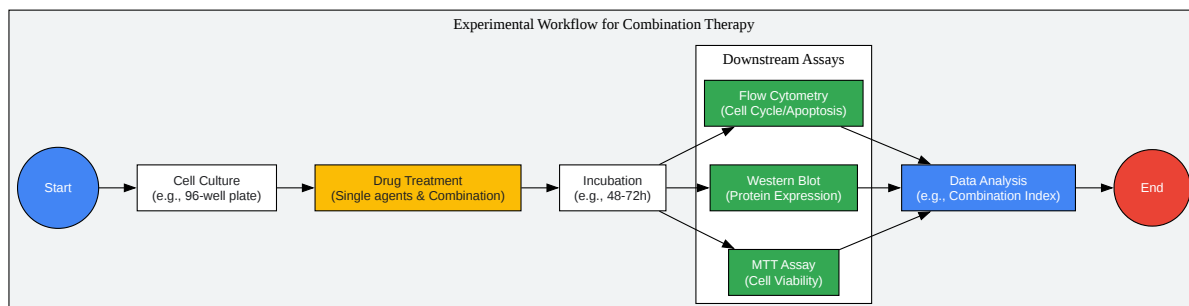 Experimental Workflow for Combination Therapy
Start
Cell Culture
(e.g., 96-well plate)
Drug Treatment
(Single agents & Combination)
Incubation
(e.g., 48-72h)
Downstream Assays
Flow Cytometry
(Cell Cycle/Apoptosis)
Western Blot
(Protein Expression)
MTT Assay
(Cell Viability)
Data Analysis
(e.g., Combination Index)
End